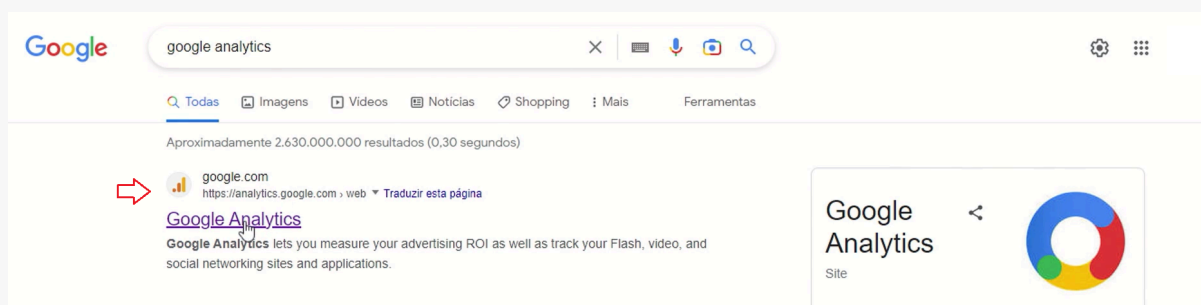 Google
google analytics
Todas Imagens Vídeos Notícias Shopping Mais Ferramentas
Aproximadamente 2.630.000.000 resultados (0,30 segundos)
google.com
https://analytics.google.com › web Traduzir esta página
Google Analytics
Google Analytics lets you measure your advertising ROI as well as track your Flash, video, and
social networking sites and applications.
Google
Analytics
Site